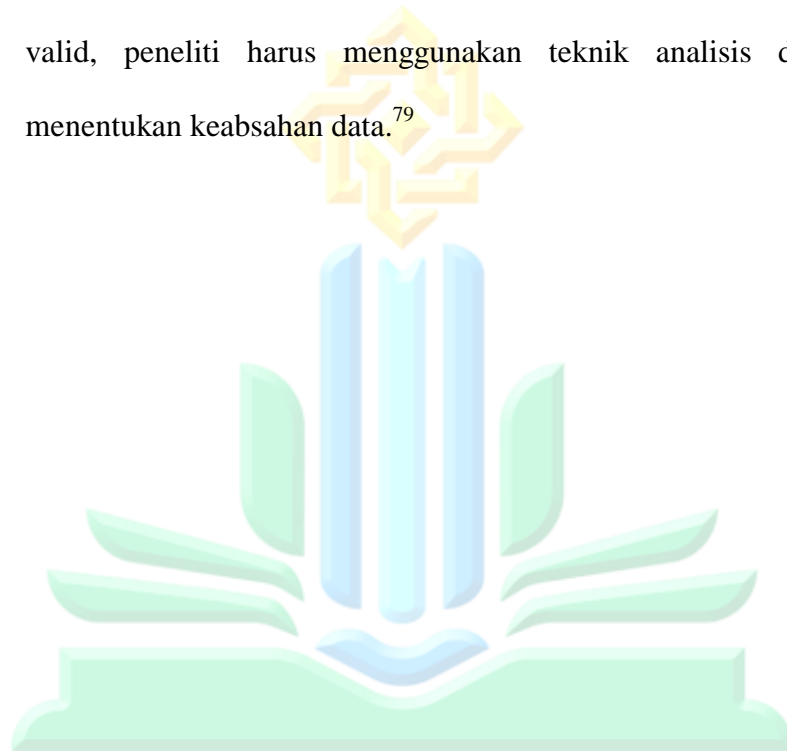 valid, peneliti harus menggunakan teknik analisis
menentukan keabsahan data.79